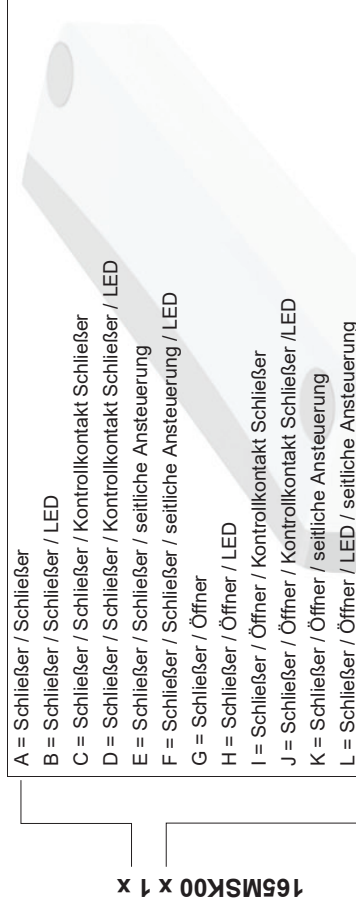 A = Schließer / Schließer
B = Schließer / Schließer / LED
C = Schließer / Schließer / Kontrollkontakt Schließer
D = Schließer / Schließer / Kontrollkontakt Schließer / LED
E = Schließer / Schließer / seitliche Ansteuerung
F = Schließer / Schließer / seitliche Ansteuerung / LED
G = Schließer / Öffner
H = Schließer / Öffner / LED
I = Schließer / Öffner / Kontrollkontakt Schließer
J = Schließer / Öffner / Kontrollkontakt Schließer /LED
K = Schließer / Öffner / seitliche Ansteuerung
L = Schließer / Öffner / LED / seitliche Ansteuerung
165MSK00 x 1 x